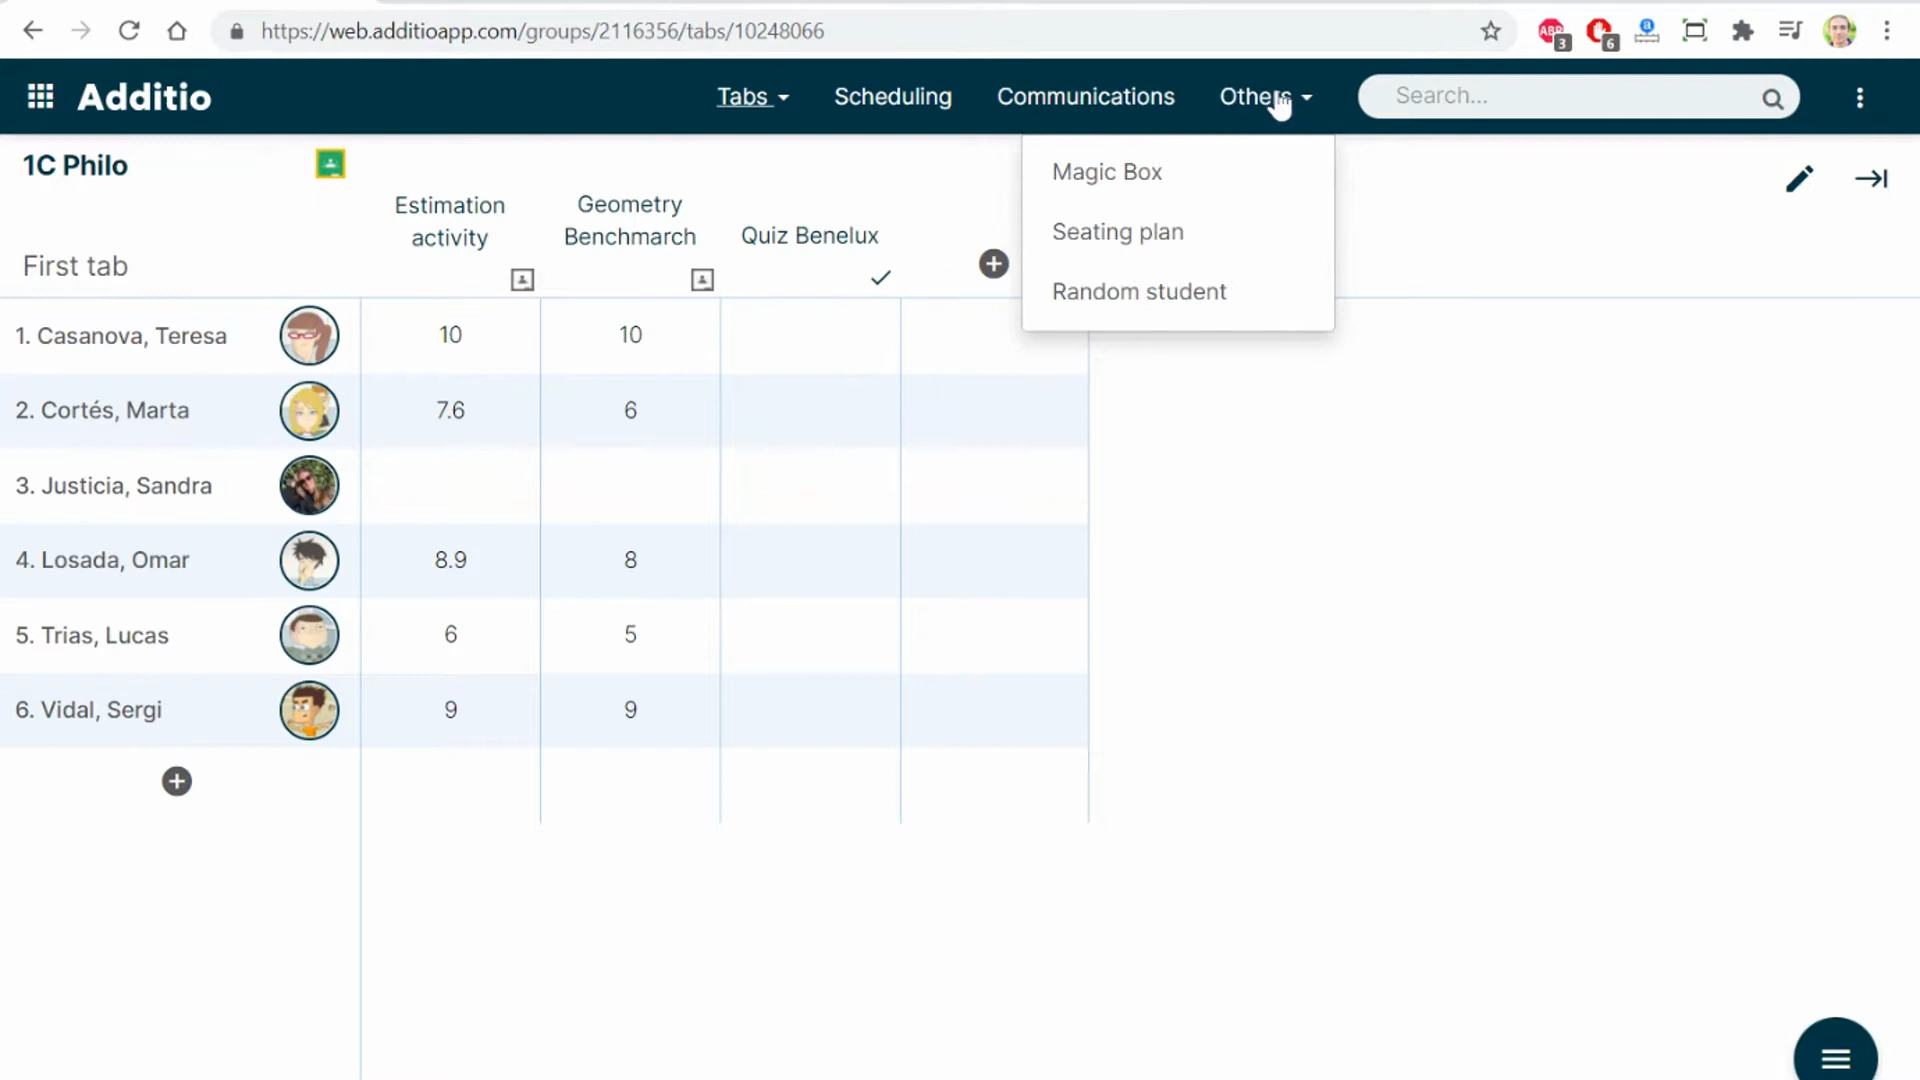 https://web.additioapp.com/groups/2116356/tabs/10248066
ABP
3
6
a
Additio
Tabs
Scheduling
Communications
Others
Search...
1C Philo
Magic Box
Seating plan
Random student
Estimation
activity
Geometry
Benchmarch
Quiz Benelux
First tab
1. Casanova, Teresa 10 10
2. Cortés, Marta 7.6 6
3. Justicia, Sandra
4. Losada, Omar 8.9 8
5. Trias, Lucas 6 5
6. Vidal, Sergi 9 9